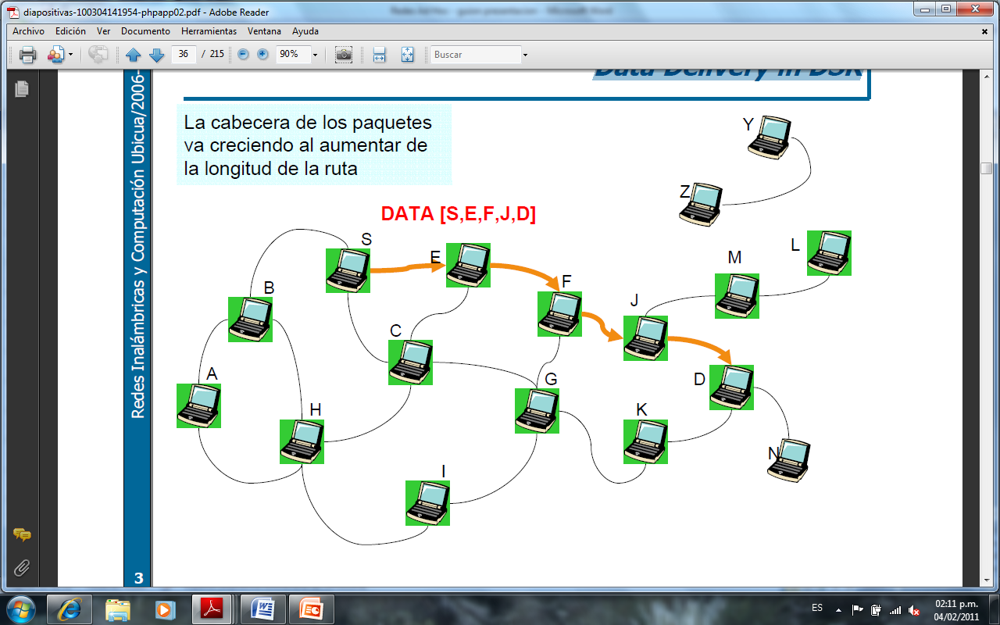 diapositivas-100304141954-phpapp02.pdf - Adobe Reader
Archivo Edición Ver Documento Herramientas Ventana Ayuda
36 / 215 90% Buscar
Data Delivery in DSR
Redes Inalámbricas y Computación Ubicua/2006-
La cabecera de los paquetes
va creciendo al aumentar de
la longitud de la ruta
Y
Z
DATA [S,E,F,J,D]
S
E
L
M
F
B
J
C
A
G
D
H
K
N
I
3
ES
02:11 p.m.
04/02/2011